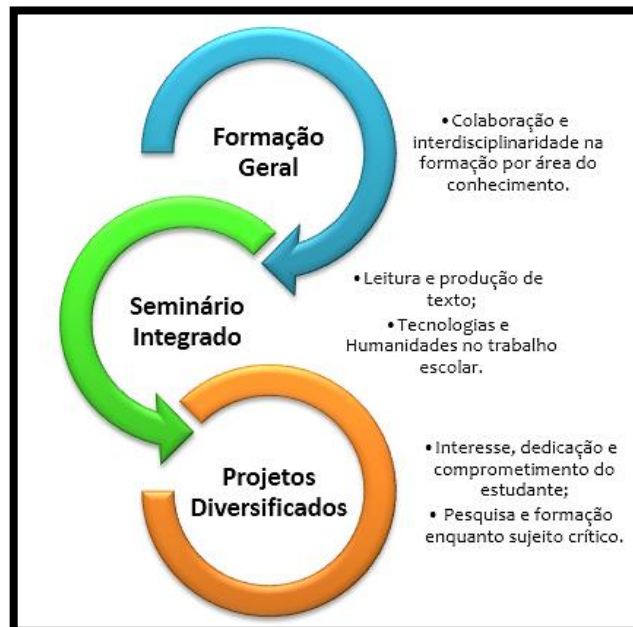 Formação
Geral
•Colaboração e
interdisciplinaridade na
formação por área do
conhecimento.
Seminário
Integrado
•Leitura e produção de
texto;
•Tecnologias e
Humanidades no trabalho
escolar.
Projetos
Diversificados
•Interesse, dedicação e
comprometimento do
estudante;
• Pesquisa e formação
enquanto sujeito crítico.